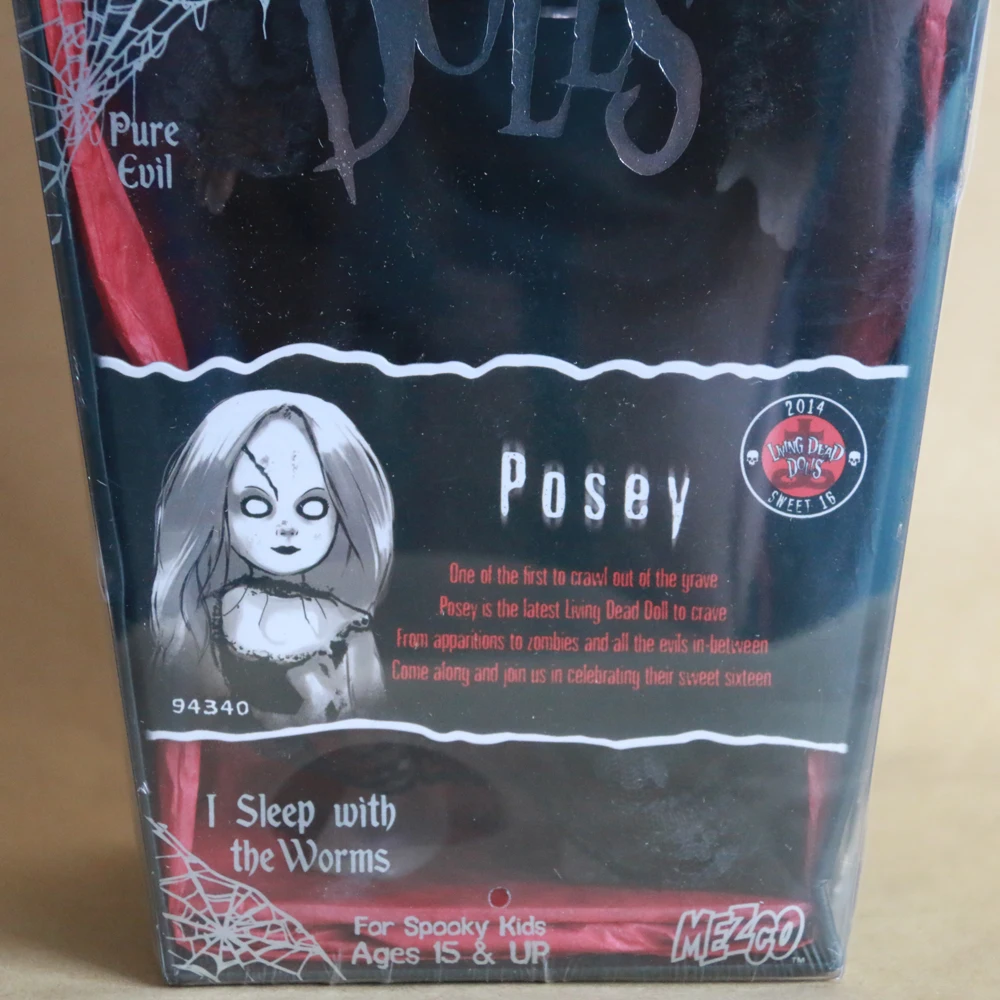 DOLLS
Pure
Evil
Posey
2014
LIVING DEAD
DOLLS
SWEET 16
One of the first to crawl out of the grave
Posey is the latest Living Dead Doll to crave
From apparitions to zombies and all the evils in-between
Come along and join us in celebrating their sweet sixteen
94340
I Sleep with
the Worms
For Spooky Kids
Ages 15 & UP
MEZCO™